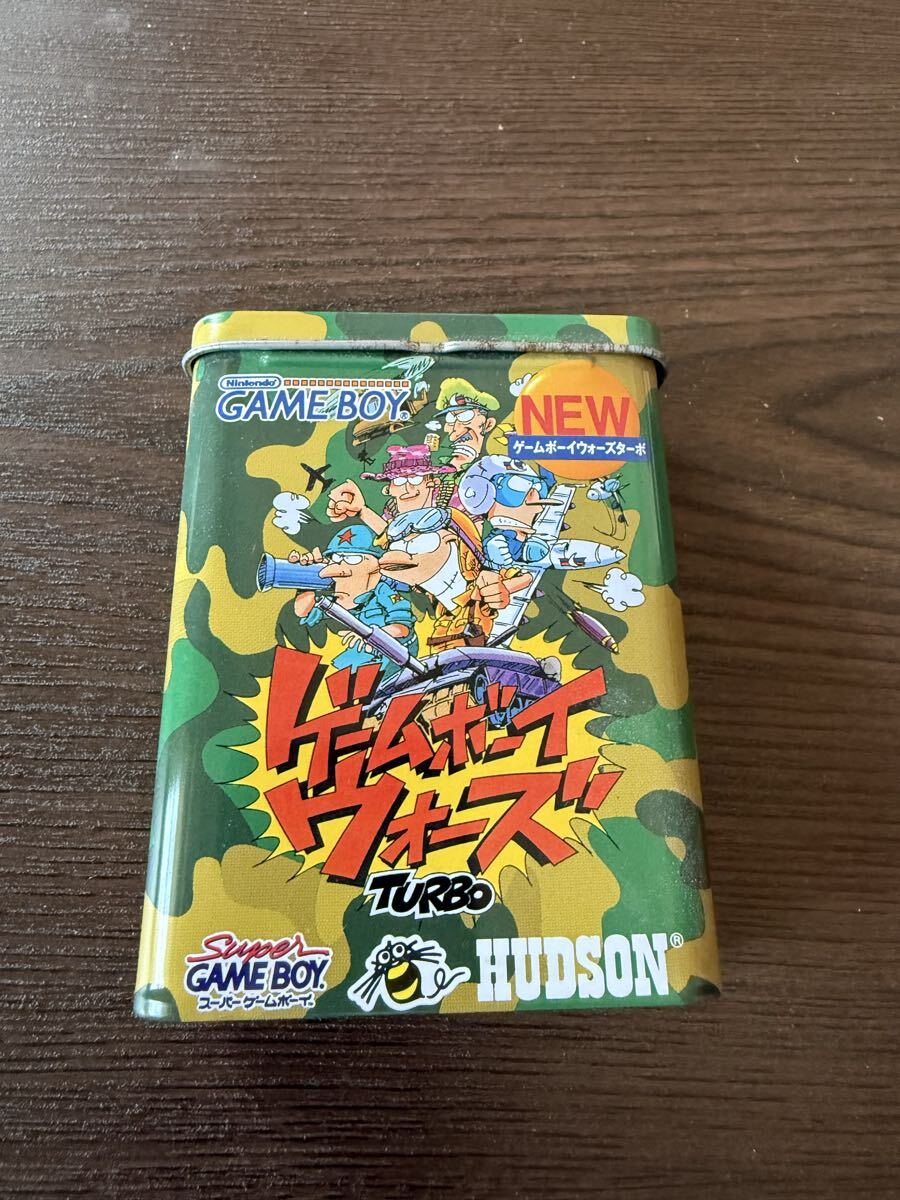 Nintendo
GAME BOY®
NEW
ゲームボーイウォーズターボ
ゲームボーイ
ウォーズ
TURBO
Super
GAME BOY
スーパーゲームボーイ
HUDSON®